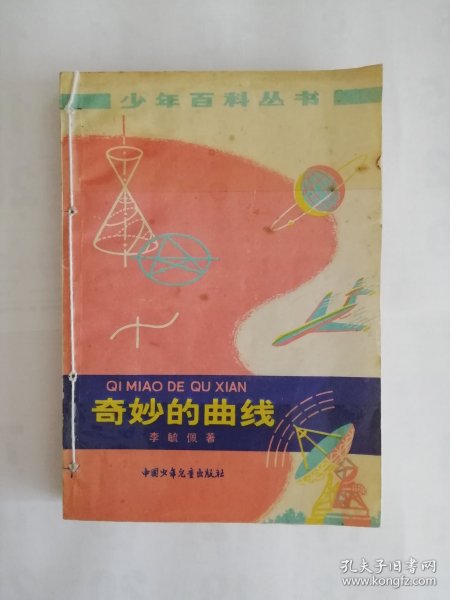 少年百科丛书
QI MIAO DE QU XIAN
奇妙的曲线
李毓佩著
中国少年儿童出版社
孔夫子旧书网
www.kongfz.com